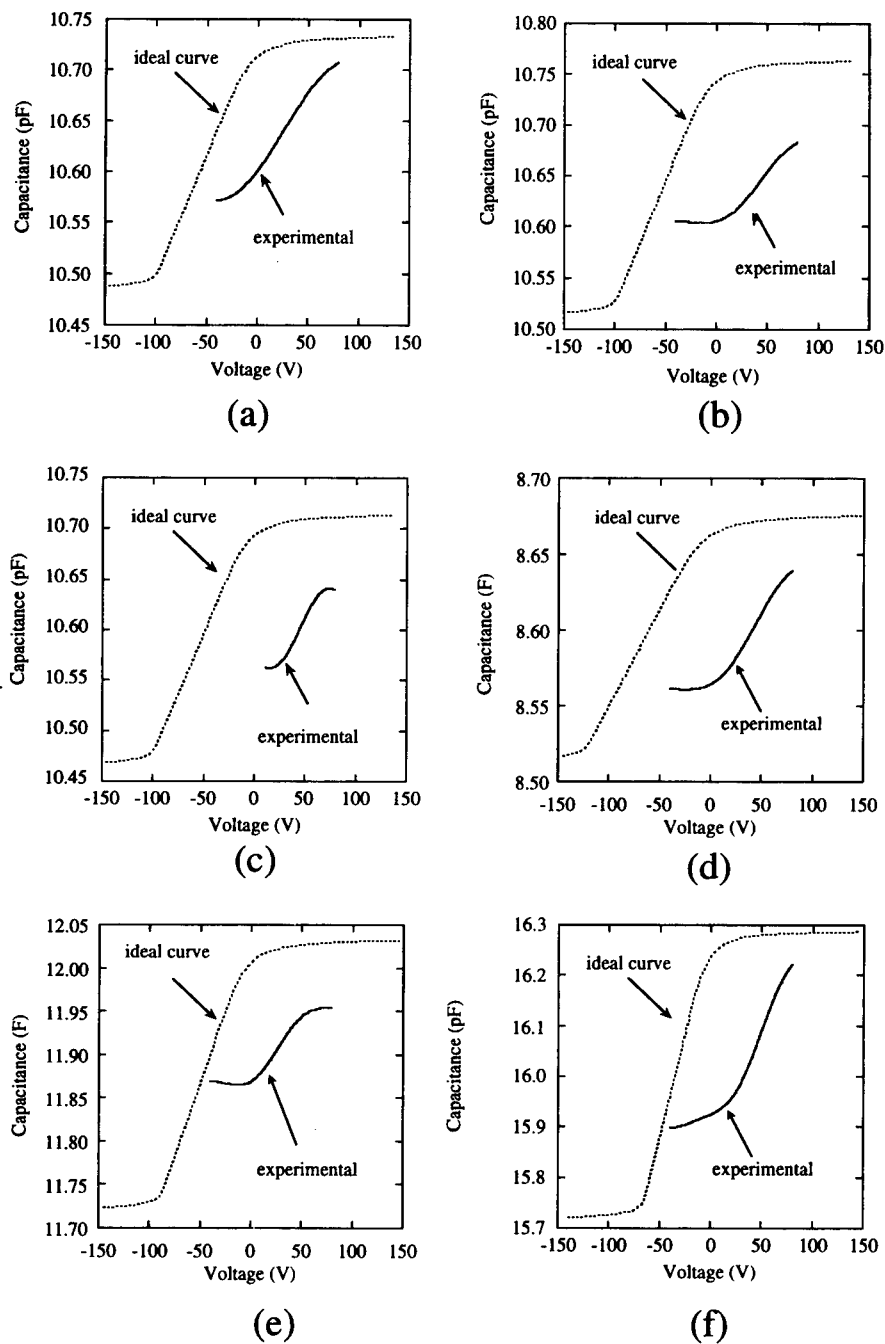 10.75
10.70
10.65
10.60
10.55
10.50
10.45
Capacitance (pF)
ideal curve
experimental
-150 -100 -50 0 50 100 150
Voltage (V)
(a)
10.80
10.75
10.70
10.65
10.60
10.55
10.50
Capacitance (pF)
ideal curve
experimental
-150 -100 -50 0 50 100 150
Voltage (V)
(b)
10.75
10.70
10.65
10.60
10.55
10.50
10.45
Capacitance (pF)
ideal curve
experimental
-150 -100 -50 0 50 100 150
Voltage (V)
(c)
8.70
8.65
8.60
8.55
8.50
Capacitance (F)
ideal curve
experimental
-150 -100 -50 0 50 100 150
Voltage (V)
(d)
12.05
12.00
11.95
11.90
11.85
11.80
11.75
11.70
Capacitance (F)
ideal curve
experimental
-150 -100 -50 0 50 100 150
Voltage (V)
(e)
16.3
16.2
16.1
16.0
15.9
15.8
15.7
Capacitance (pF)
ideal curve
experimental
-150 -100 -50 0 50 100 150
Voltage (V)
(f)